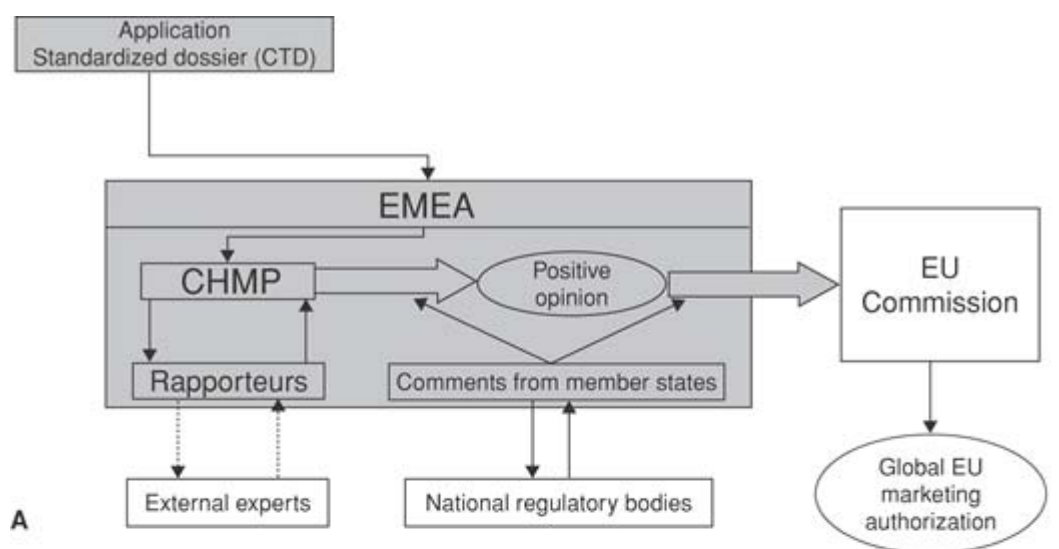 Application
Standardized dossier (CTD)
EMEA
CHMP
Positive
opinion
EU
Commission
Rapporteurs
Comments from member states
External experts
National regulatory bodies
Global EU
marketing
authorization
A